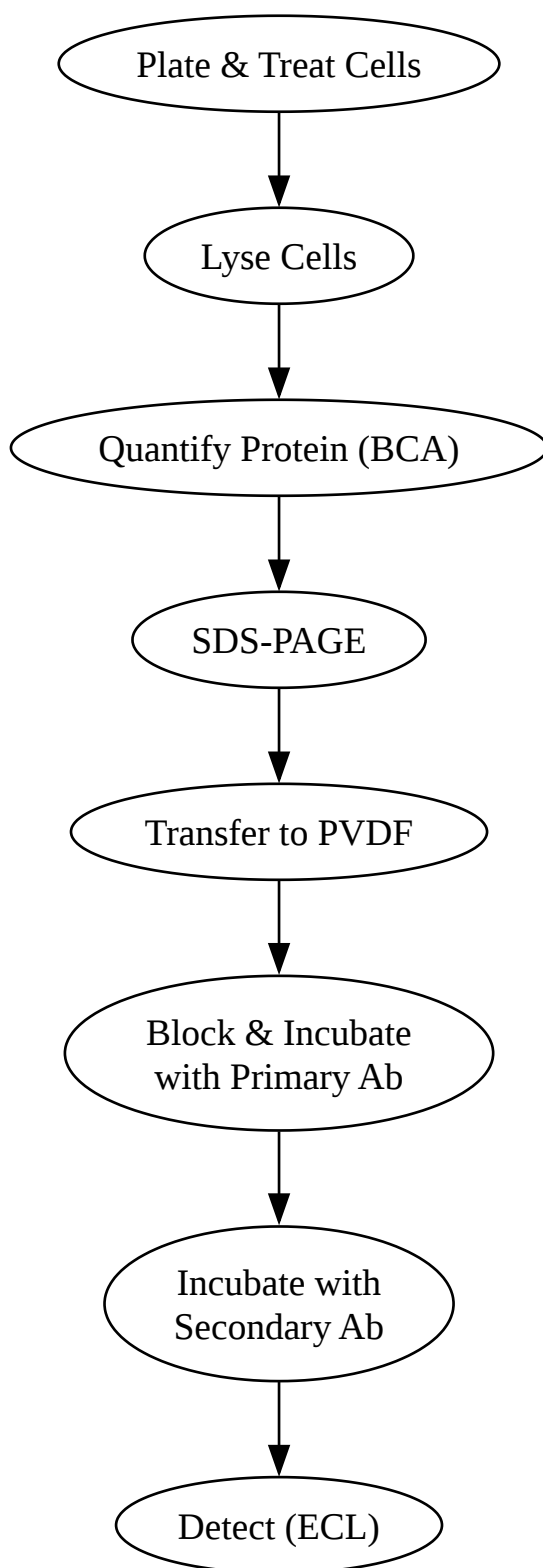 Plate & Treat Cells
Lyse Cells
Quantify Protein (BCA)
SDS-PAGE
Transfer to PVDF
Block & Incubate
with Primary Ab
Incubate with
Secondary Ab
Detect (ECL)